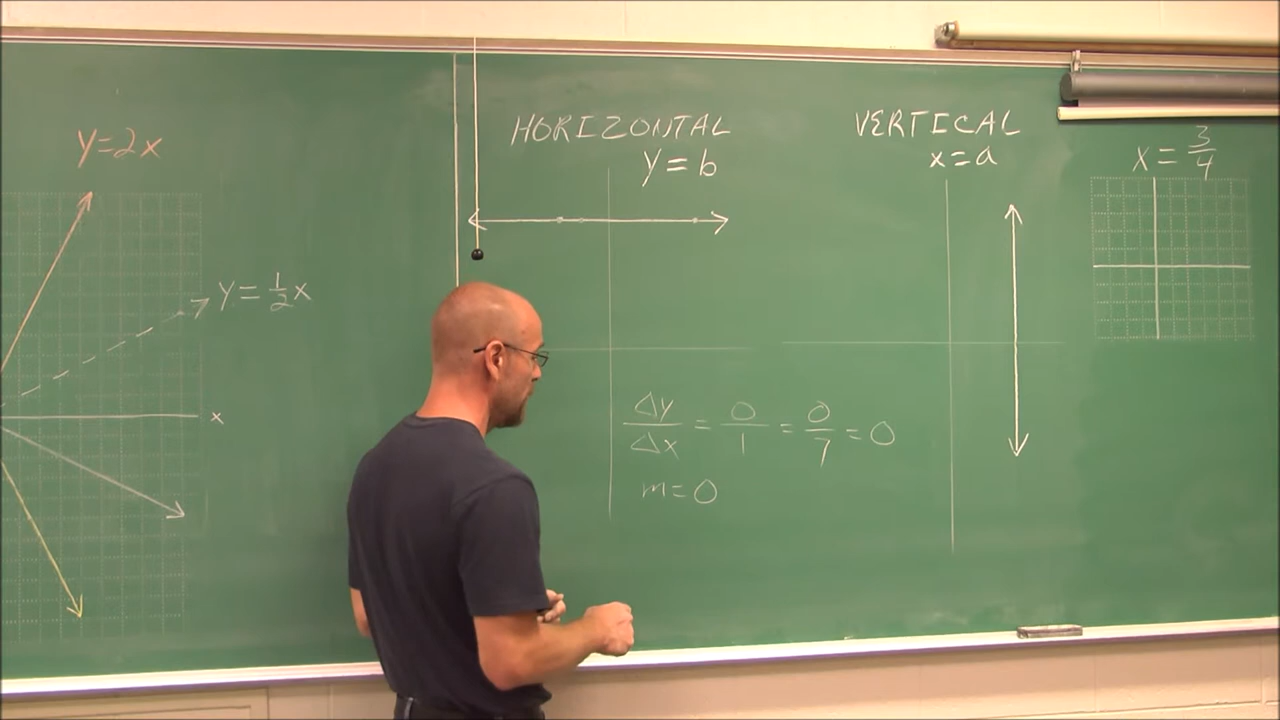 y=2x
y=1/2x
x
HORIZONTAL
y=b
Δy/Δx = 0/1 = 0/7 = 0
m=0
VERTICAL
x=a
x=3/4